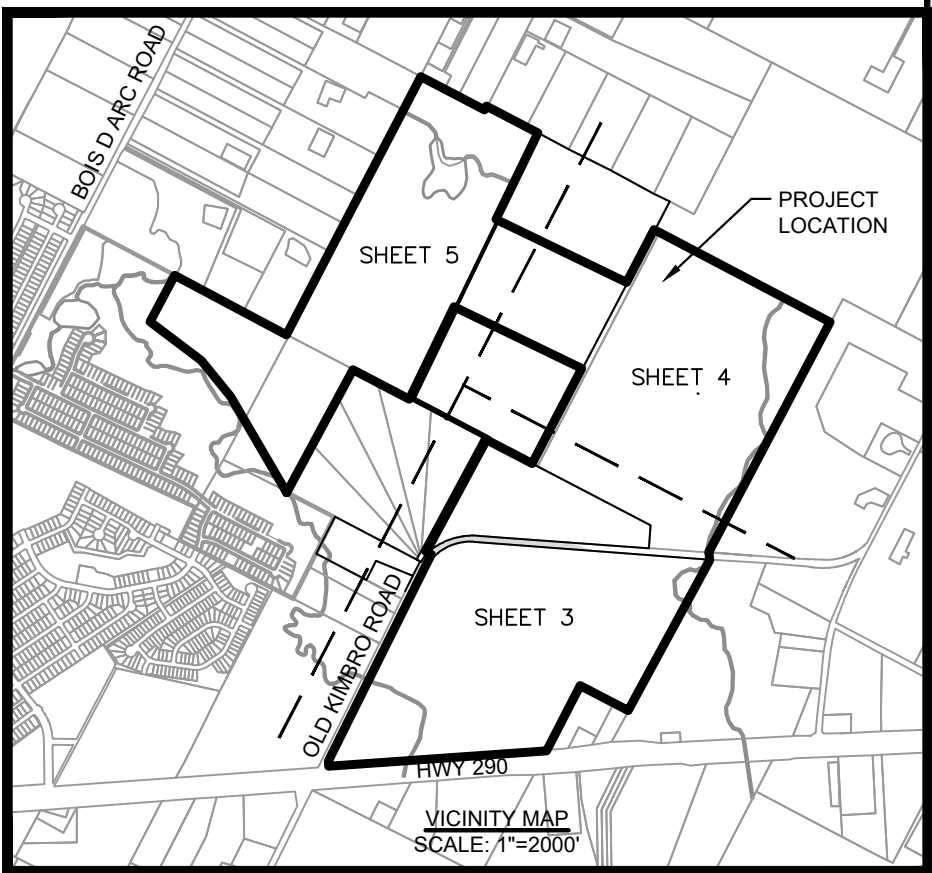 BOIS D ARC ROAD
PROJECT
LOCATION
SHEET 5
SHEET 4
SHEET 3
OLD KIMBRO ROAD
HWY 290
VICINITY MAP
SCALE: 1"=2000'